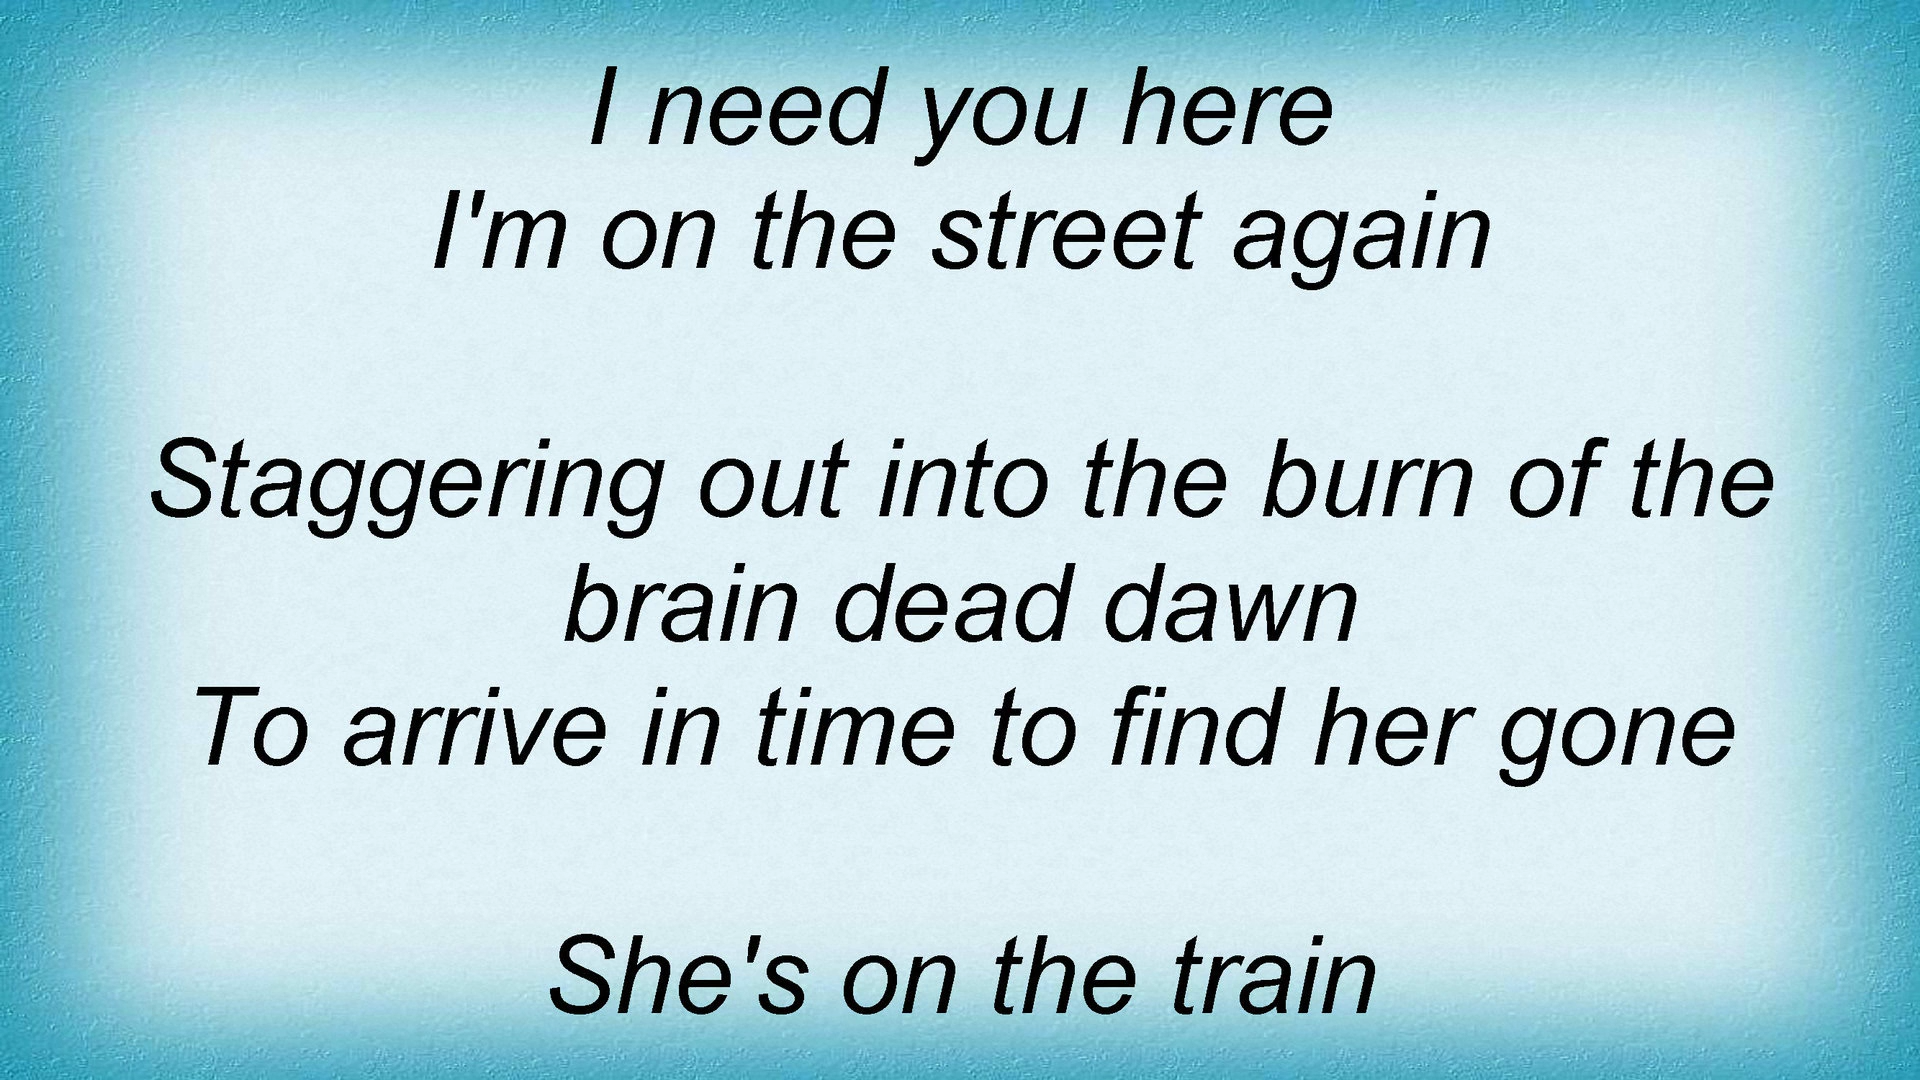 I need you here
I'm on the street again
Staggering out into the burn of the
brain dead dawn
To arrive in time to find her gone
She's on the train